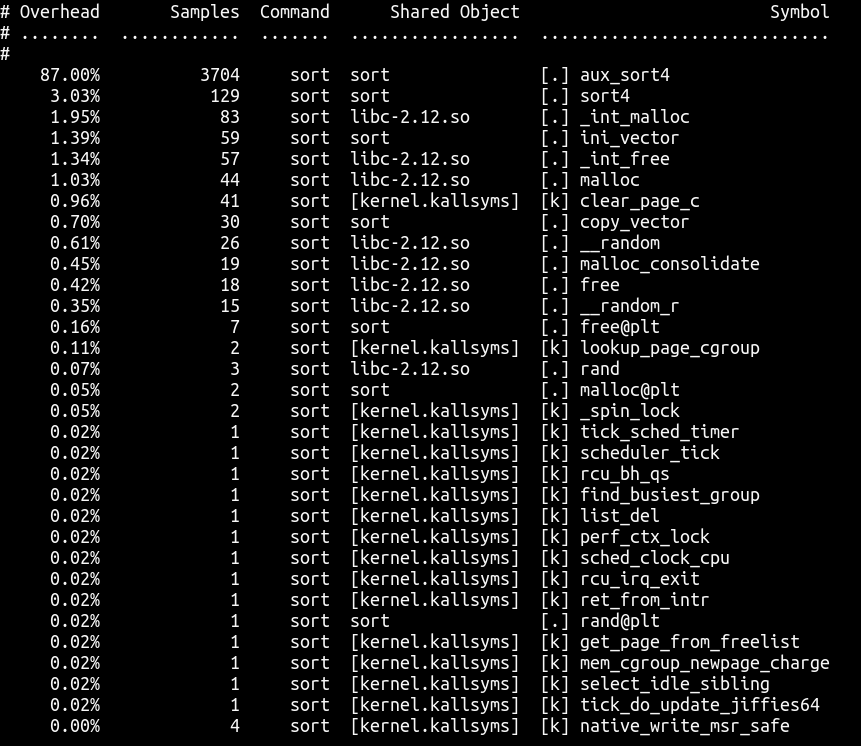 # Overhead       Samples  Command      Shared Object                         Symbol
# ........  ............  .......  .................  .............................
#
    87.00%          3704     sort  sort               [.] aux_sort4
     3.03%           129     sort  sort               [.] sort4
     1.95%            83     sort  libc-2.12.so       [.] _int_malloc
     1.39%            59     sort  sort               [.] ini_vector
     1.34%            57     sort  libc-2.12.so       [.] _int_free
     1.03%            44     sort  libc-2.12.so       [.] malloc
     0.96%            41     sort  [kernel.kallsyms]  [k] clear_page_c
     0.70%            30     sort  sort               [.] copy_vector
     0.61%            26     sort  libc-2.12.so       [.] __random
     0.45%            19     sort  libc-2.12.so       [.] malloc_consolidate
     0.42%            18     sort  libc-2.12.so       [.] free
     0.35%            15     sort  libc-2.12.so       [.] __random_r
     0.16%             7     sort  sort               [.] free@plt
     0.11%             2     sort  [kernel.kallsyms]  [k] lookup_page_cgroup
     0.07%             3     sort  libc-2.12.so       [.] rand
     0.05%             2     sort  sort               [.] malloc@plt
     0.05%             2     sort  [kernel.kallsyms]  [k] _spin_lock
     0.02%             1     sort  [kernel.kallsyms]  [k] tick_sched_timer
     0.02%             1     sort  [kernel.kallsyms]  [k] scheduler_tick
     0.02%             1     sort  [kernel.kallsyms]  [k] rcu_bh_qs
     0.02%             1     sort  [kernel.kallsyms]  [k] find_busiest_group
     0.02%             1     sort  [kernel.kallsyms]  [k] list_del
     0.02%             1     sort  [kernel.kallsyms]  [k] perf_ctx_lock
     0.02%             1     sort  [kernel.kallsyms]  [k] sched_clock_cpu
     0.02%             1     sort  [kernel.kallsyms]  [k] rcu_irq_exit
     0.02%             1     sort  [kernel.kallsyms]  [k] ret_from_intr
     0.02%             1     sort  sort               [.] rand@plt
     0.02%             1     sort  [kernel.kallsyms]  [k] get_page_from_freelist
     0.02%             1     sort  [kernel.kallsyms]  [k] mem_cgroup_newpage_charge
     0.02%             1     sort  [kernel.kallsyms]  [k] select_idle_sibling
     0.02%             1     sort  [kernel.kallsyms]  [k] tick_do_update_jiffies64
     0.00%             4     sort  [kernel.kallsyms]  [k] native_write_msr_safe